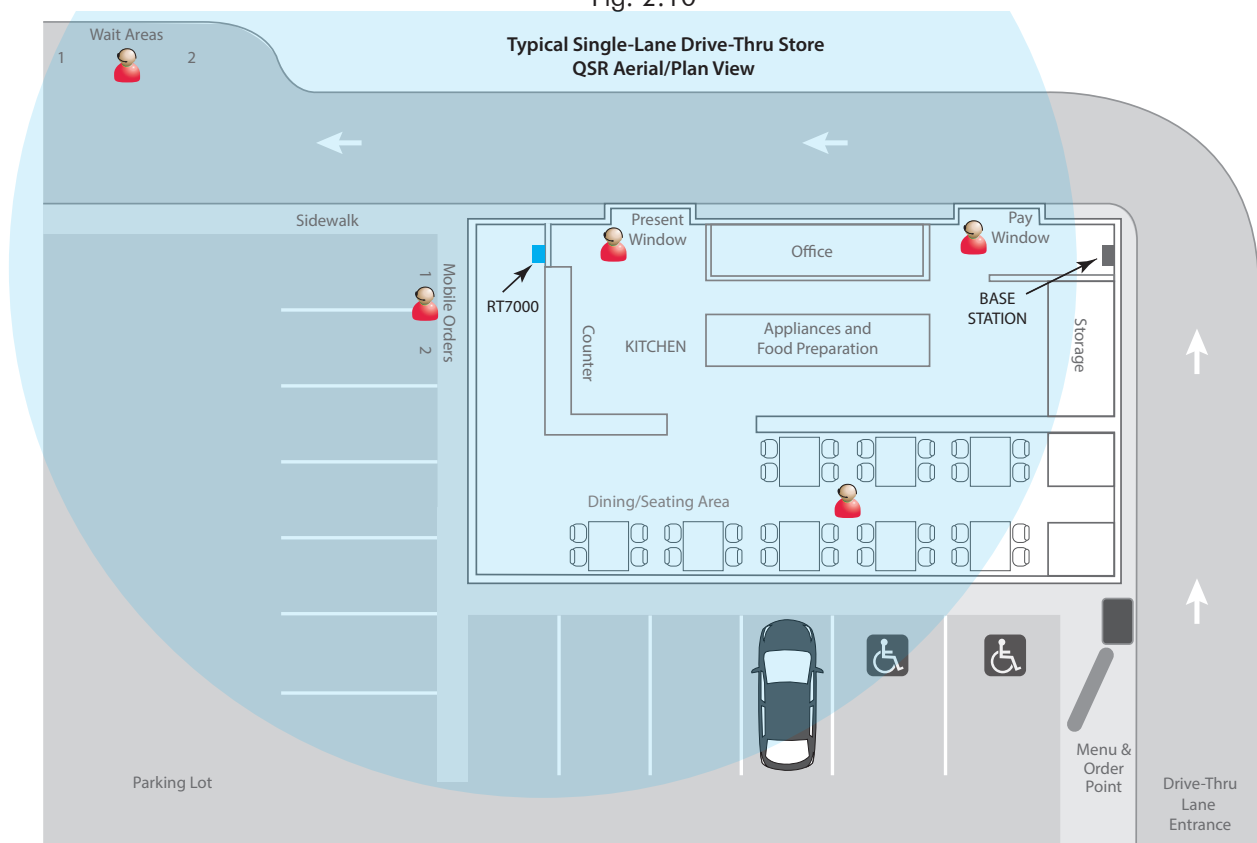 Fig. 2.10
Typical Single-Lane Drive-Thru Store
QSR Aerial/Plan View
Wait Areas
1
2
Sidewalk
Present
Window
Office
Pay
Window
1
Mobile Orders
2
RT7000
BASE
STATION
Counter
KITCHEN
Appliances and
Food Preparation
Storage
Dining/Seating Area
Parking Lot
Menu &
Order
Point
Drive-Thru
Lane
Entrance